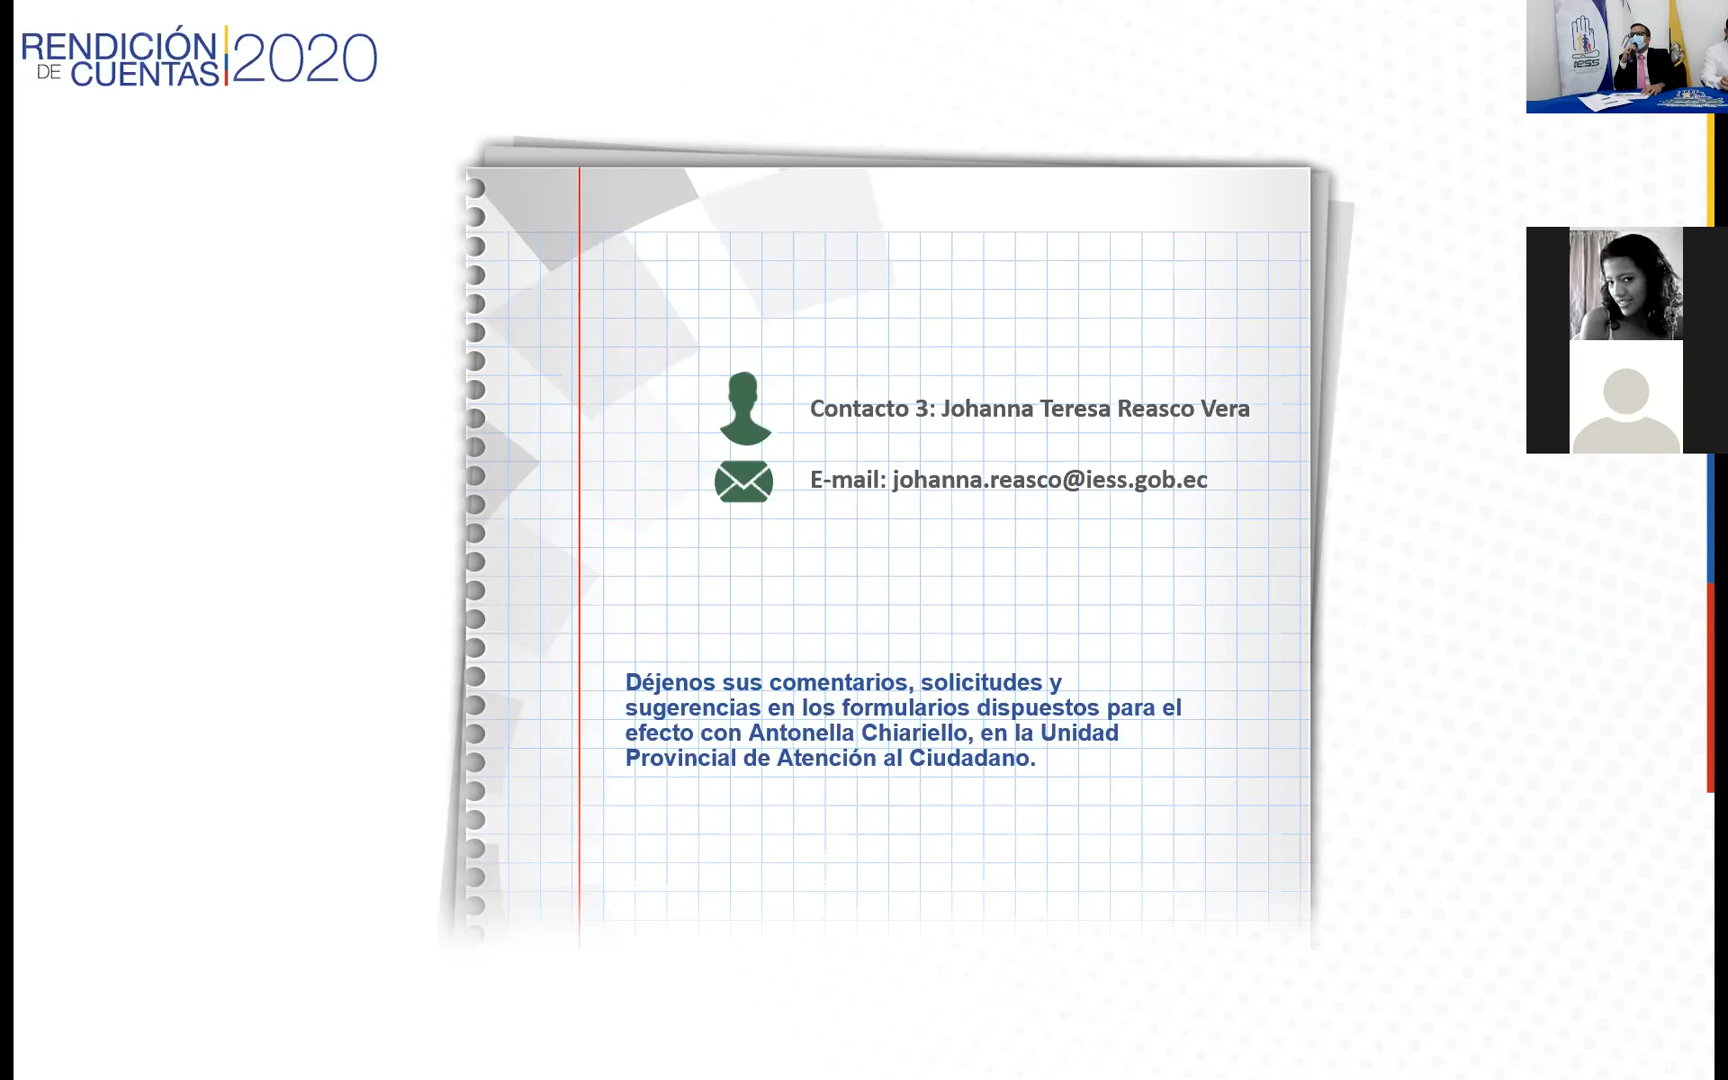 RENDICIÓN
DE CUENTAS 2020
iess
Contacto 3: Johanna Teresa Reasco Vera
E-mail: johanna.reasco@iess.gob.ec
Déjenos sus comentarios, solicitudes y
sugerencias en los formularios dispuestos para el
efecto con Antonella Chiariello, en la Unidad
Provincial de Atención al Ciudadano.